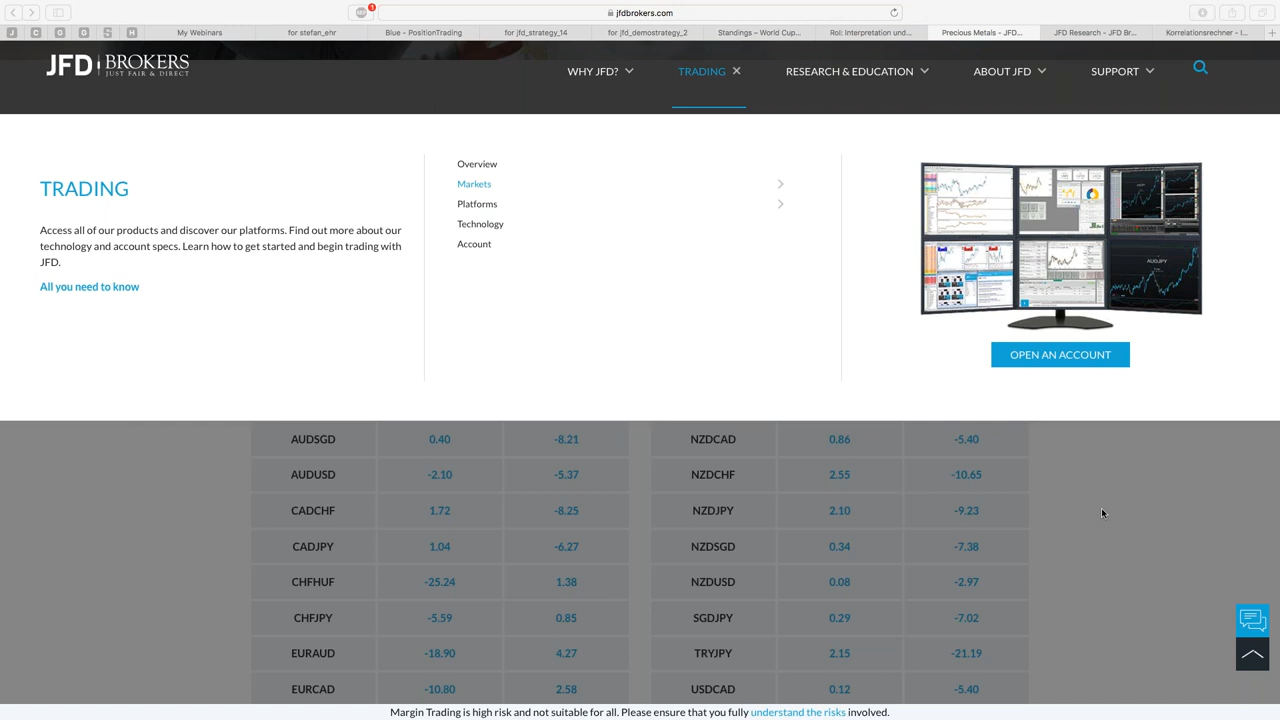 jfdbrokers.com
My Webinars
for stefan_ehr
Blue - PositionTrading
for jfd_strategy_14
for jfd_demostrategy_2
Standings – World Cup...
RoI: Interpretation und...
Precious Metals - JFD...
JFD Research - JFD Br...
Korrelationsrechner - I...
JFD BROKERS
JUST FAIR & DIRECT
WHY JFD?
TRADING
RESEARCH & EDUCATION
ABOUT JFD
SUPPORT
TRADING
Access all of our products and discover our platforms. Find out more about our
technology and account specs. Learn how to get started and begin trading with
JFD.
All you need to know
Overview
Markets
Platforms
Technology
Account
AUDJPY
OPEN AN ACCOUNT
AUDSGD 0.40 -8.21 NZDCAD 0.86 -5.40
AUDUSD -2.10 -5.37 NZDCHF 2.55 -10.65
CADCHF 1.72 -8.25 NZDJPY 2.10 -9.23
CADJPY 1.04 -6.27 NZDSGD 0.34 -7.38
CHFHUF -25.24 1.38 NZDUSD 0.08 -2.97
CHFJPY -5.59 0.85 SGDJPY 0.29 -7.02
EURAUD -18.90 4.27 TRYJPY 2.15 -21.19
EURCAD -10.80 2.58 USDCAD 0.12 -5.40
Margin Trading is high risk and not suitable for all. Please ensure that you fully understand the risks involved.